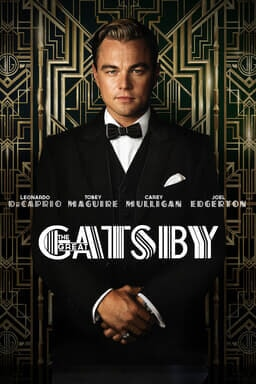 LEONARDO TOBEY CAREY JOEL
DiCAPRIO MAGUIRE MULLIGAN EDGERTON
THE
GREAT
GATSBY